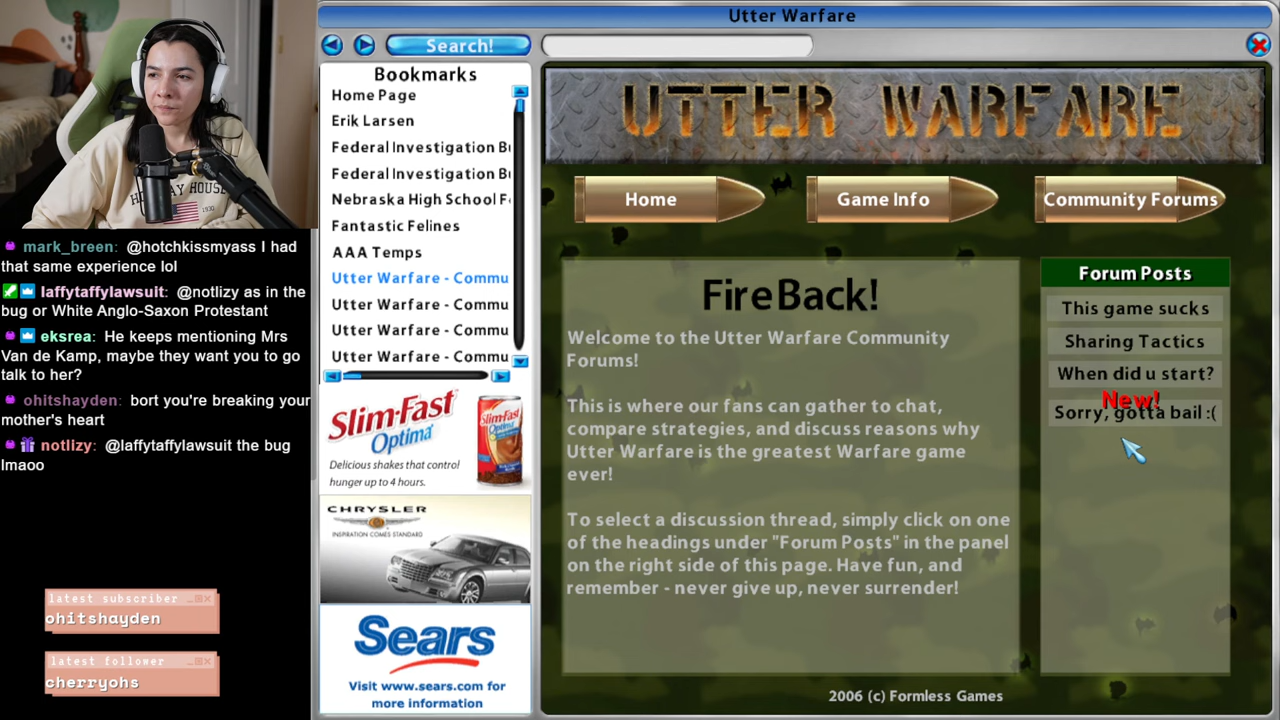 Utter Warfare
Search!
Bookmarks
Home Page
Erik Larsen
Federal Investigation Bu
Federal Investigation Bu
Nebraska High School F
Fantastic Felines
AAA Temps
Utter Warfare - Commu
Utter Warfare - Commu
Utter Warfare - Commu
Utter Warfare - Commu
UTTER WARFARE
Home
Game Info
Community Forums
Fire Back!
Welcome to the Utter Warfare Community
Forums!
This is where our fans can gather to chat,
compare strategies, and discuss reasons why
Utter Warfare is the greatest Warfare game
ever!
To select a discussion thread, simply click on one
of the headings under "Forum Posts" in the panel
on the right side of this page. Have fun, and
remember - never give up, never surrender!
Forum Posts
This game sucks
Sharing Tactics
When did u start?
New!
Sorry, gotta bail :(
2006 (c) Formless Games
Slim·Fast
Optima
Delicious shakes that control
hunger up to 4 hours.
Slim-Fast
Optima
CHRYSLER
INSPIRATION COMES STANDARD
Sears
Visit www.sears.com for
more information
1930
mark_breen: @hotchkissmyass I had
that same experience lol
laffytaffylawsuit: @notlizy as in the
bug or White Anglo-Saxon Protestant
eksrea: He keeps mentioning Mrs
Van de Kamp, maybe they want you to go
talk to her?
ohitshayden: bort you're breaking your
mother's heart
notlizy: @laffytaffylawsuit the bug
lmaoo
latest subscriber
ohitshayden
latest follower
cherryohs